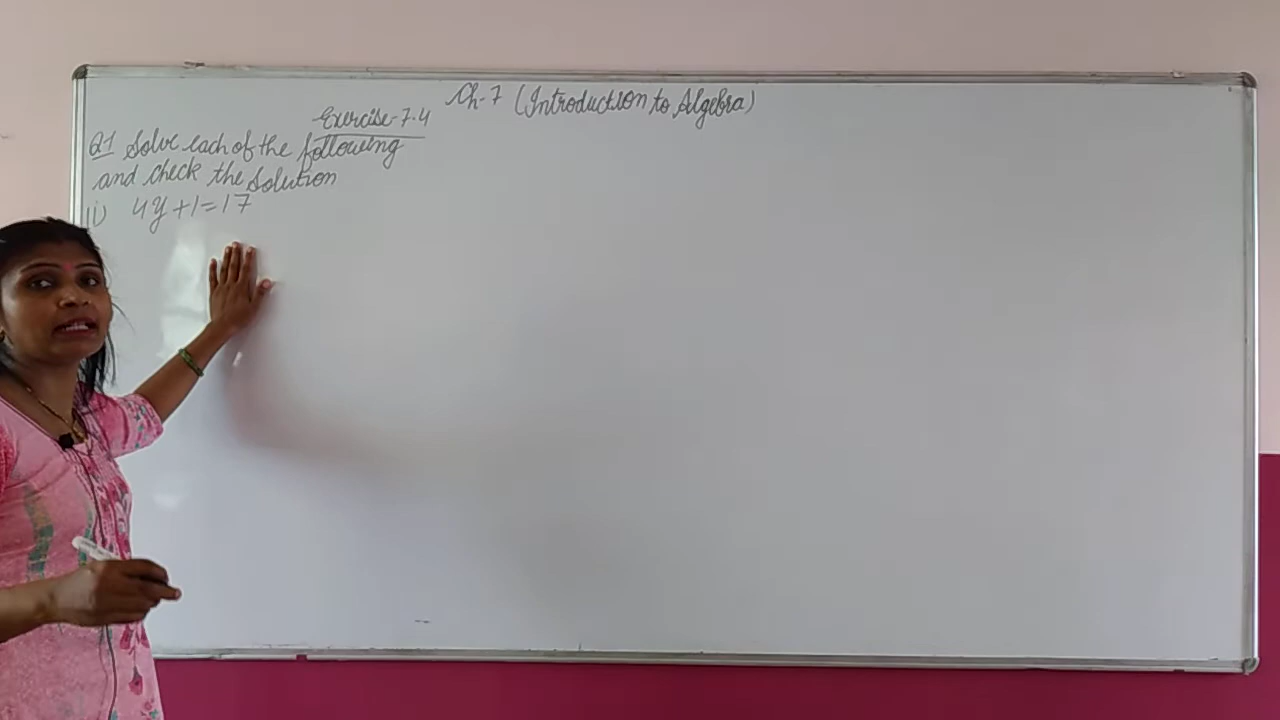 Ch-7 (Introduction to Algebra)
Exercise-7.4
Q1 Solve each of the following
and check the Solution
ii) 4y+1=17